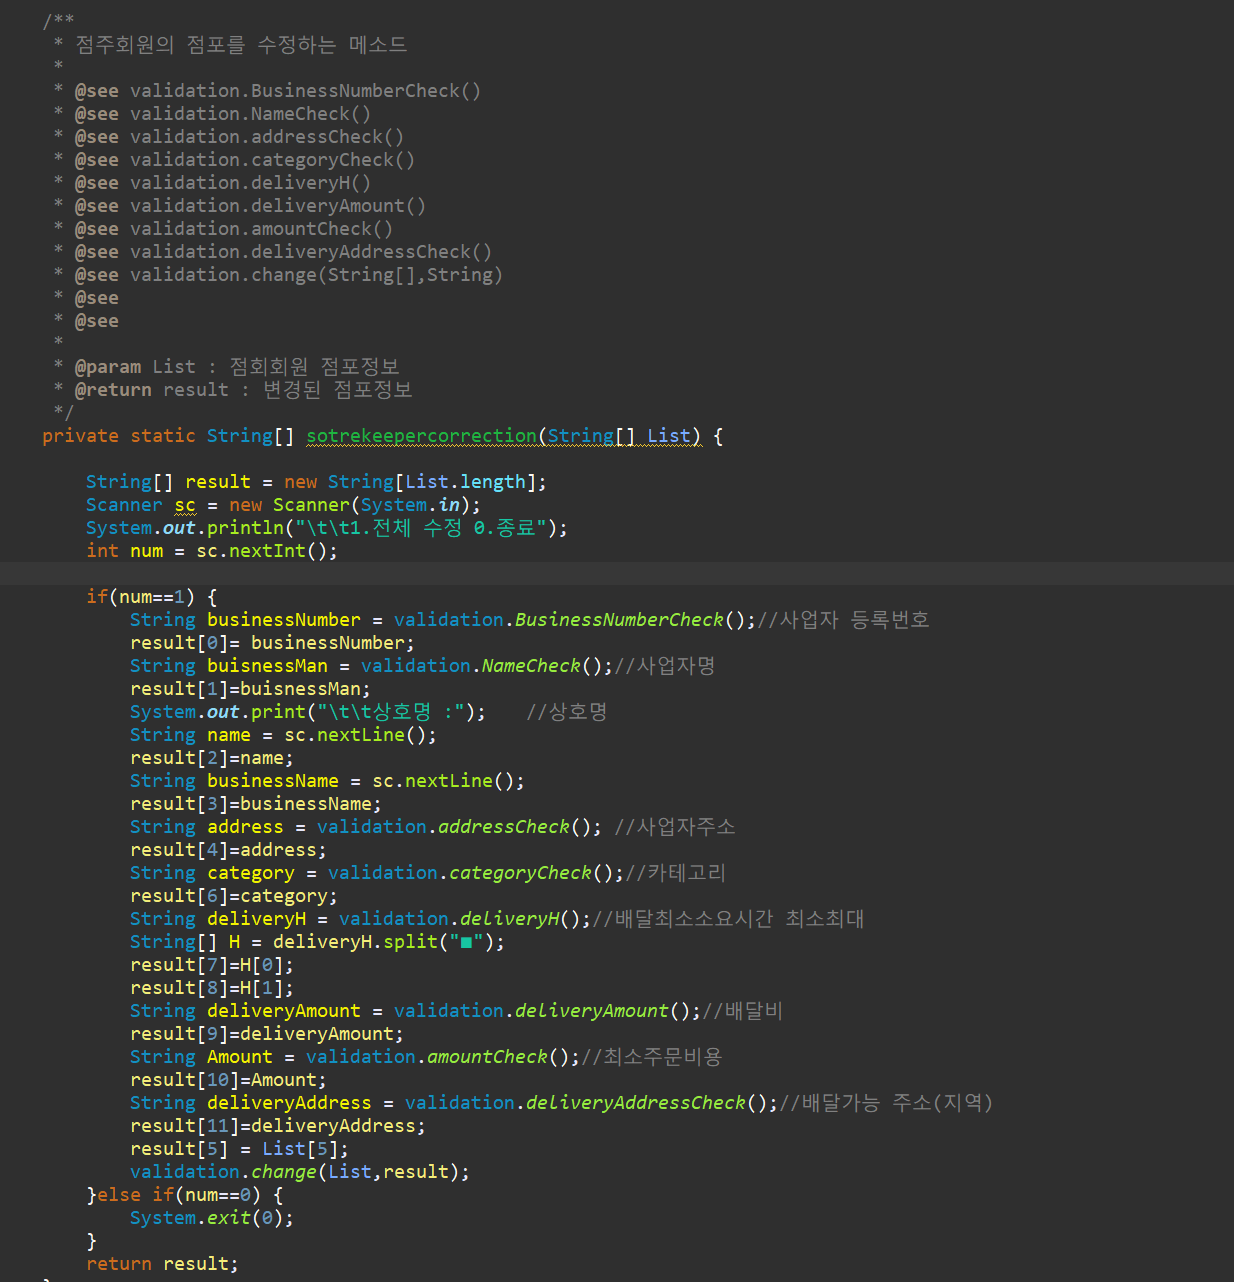 /**
 * 점주회원의 점포를 수정하는 메소드
 *
 * @see validation.BusinessNumberCheck()
 * @see validation.NameCheck()
 * @see validation.addressCheck()
 * @see validation.categoryCheck()
 * @see validation.deliveryH()
 * @see validation.deliveryAmount()
 * @see validation.amountCheck()
 * @see validation.deliveryAddressCheck()
 * @see validation.change(String[],String)
 * @see
 * @see
 *
 * @param List : 점회회원 점포정보
 * @return result : 변경된 점포정보
 */
private static String[] sotrekeepercorrection(String[] List) {

    String[] result = new String[List.length];
    Scanner sc = new Scanner(System.in);
    System.out.println("\t\t1.전체 수정 0.종료");
    int num = sc.nextInt();

    if(num==1) {
        String businessNumber = validation.BusinessNumberCheck();//사업자 등록번호
        result[0]= businessNumber;
        String buisnessMan = validation.NameCheck();//사업자명
        result[1]=buisnessMan;
        System.out.print("\t\t상호명 :");    //상호명
        String name = sc.nextLine();
        result[2]=name;
        String businessName = sc.nextLine();
        result[3]=businessName;
        String address = validation.addressCheck(); //사업자주소
        result[4]=address;
        String category = validation.categoryCheck();//카테고리
        result[6]=category;
        String deliveryH = validation.deliveryH();//배달최소소요시간 최소최대
        String[] H = deliveryH.split("■");
        result[7]=H[0];
        result[8]=H[1];
        String deliveryAmount = validation.deliveryAmount();//배달비
        result[9]=deliveryAmount;
        String Amount = validation.amountCheck();//최소주문비용
        result[10]=Amount;
        String deliveryAddress = validation.deliveryAddressCheck();//배달가능 주소(지역)
        result[11]=deliveryAddress;
        result[5] = List[5];
        validation.change(List,result);
    }else if(num==0) {
        System.exit(0);
    }
    return result;